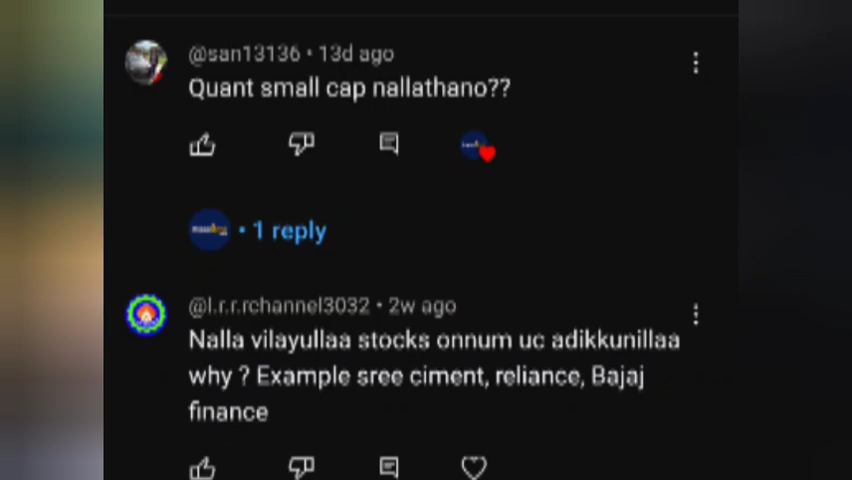 @san13136 • 13d ago
Quant small cap nallathano??
• 1 reply
@l.r.r.rchannel3032 • 2w ago
Nalla vilayullaa stocks onnum uc adikkunillaa
why ? Example sree ciment, reliance, Bajaj
finance